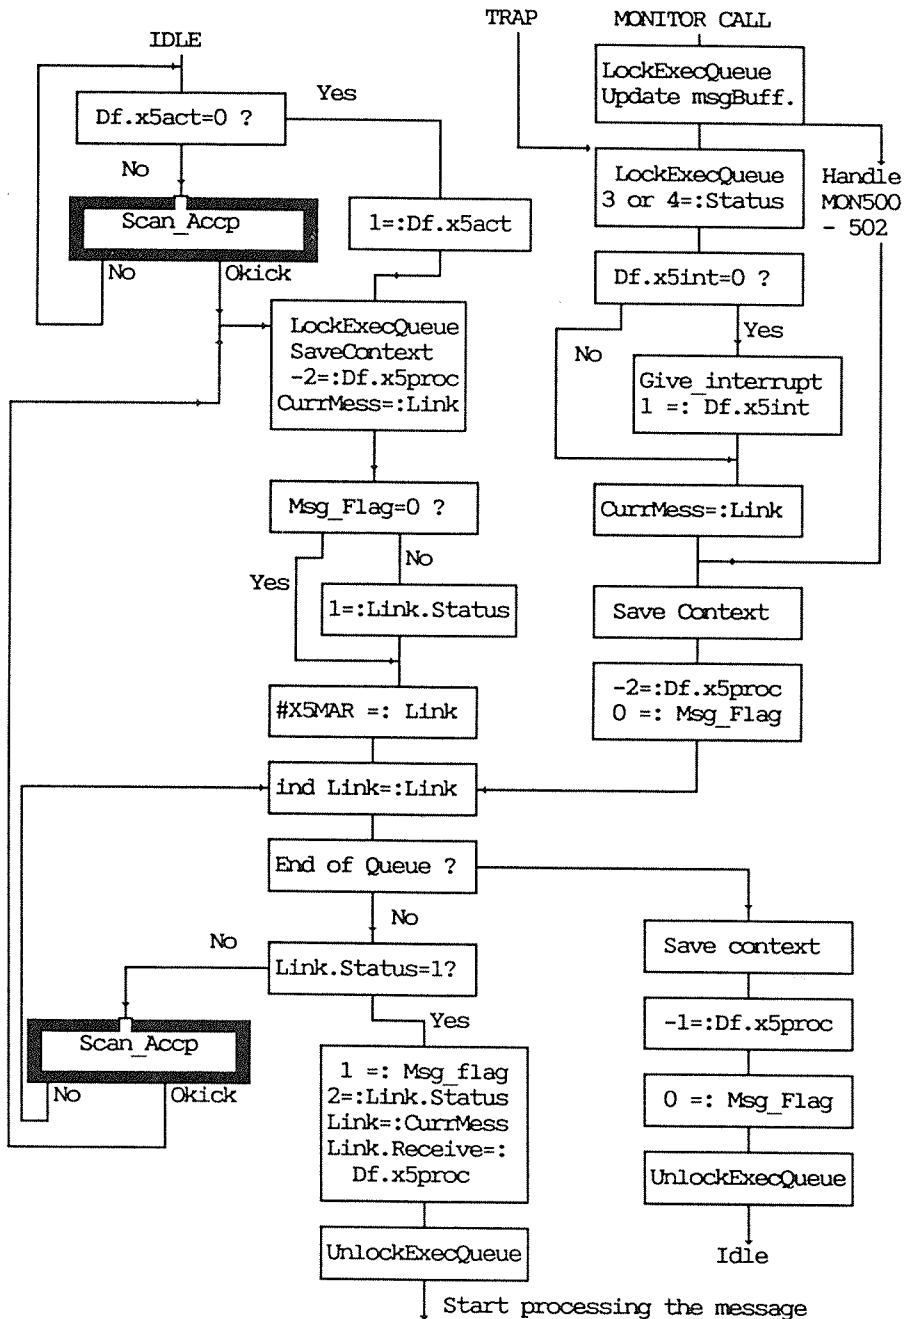 TRAP
MONITOR CALL
IDLE
LockExecQueue
Update msgBuff.
Yes
Df.x5act=0 ?
No
LockExecQueue
3 or 4=:Status
Handle
MON500
- 502
Scan_Accp
1=:Df.x5act
No
Okick
Df.x5int=0 ?
LockExecQueue
SaveContext
-2=:Df.x5proc
CurrMess=:Link
Yes
No
Give_interrupt
1 =: Df.x5int
Msg_Flag=0 ?
CurrMess=:Link
No
Yes
1=:Link.Status
Save Context
#X5MAR =: Link
-2=:Df.x5proc
0 =: Msg_Flag
ind Link=:Link
End of Queue ?
No
No
Link.Status=1?
Save context
Yes
-1=:Df.x5proc
Scan_Accp
No
Okick
1 =: Msg_flag
2=:Link.Status
Link=:CurrMess
Link.Receive=:
Df.x5proc
0 =: Msg_Flag
UnlockExecQueue
UnlockExecQueue
Idle
Start processing the message